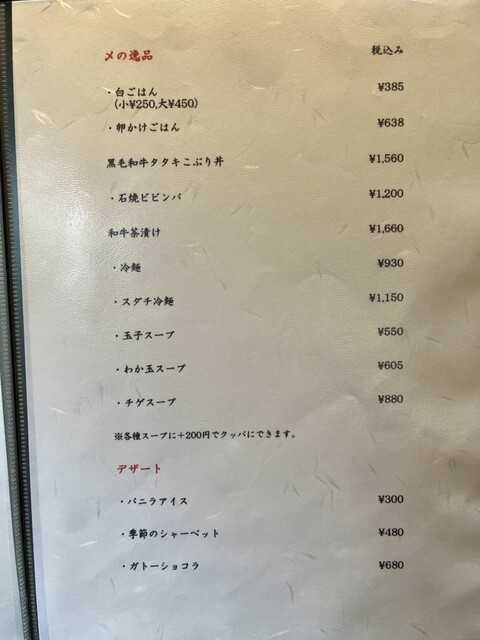 〆の逸品 税込み
・白ごはん ¥385
(小¥250,大¥450)
・卵かけごはん ¥638
黒毛和牛タタキこぶり丼 ¥1,560
・石焼ビビンバ ¥1,200
和牛茶漬け ¥1,660
・冷麺 ¥930
・スダチ冷麺 ¥1,150
・玉子スープ ¥550
・わか玉スープ ¥605
・チゲスープ ¥880
※各種スープに+200円でクッパにできます。
デザート
・バニラアイス ¥300
・季節のシャーベット ¥480
・ガトーショコラ ¥680